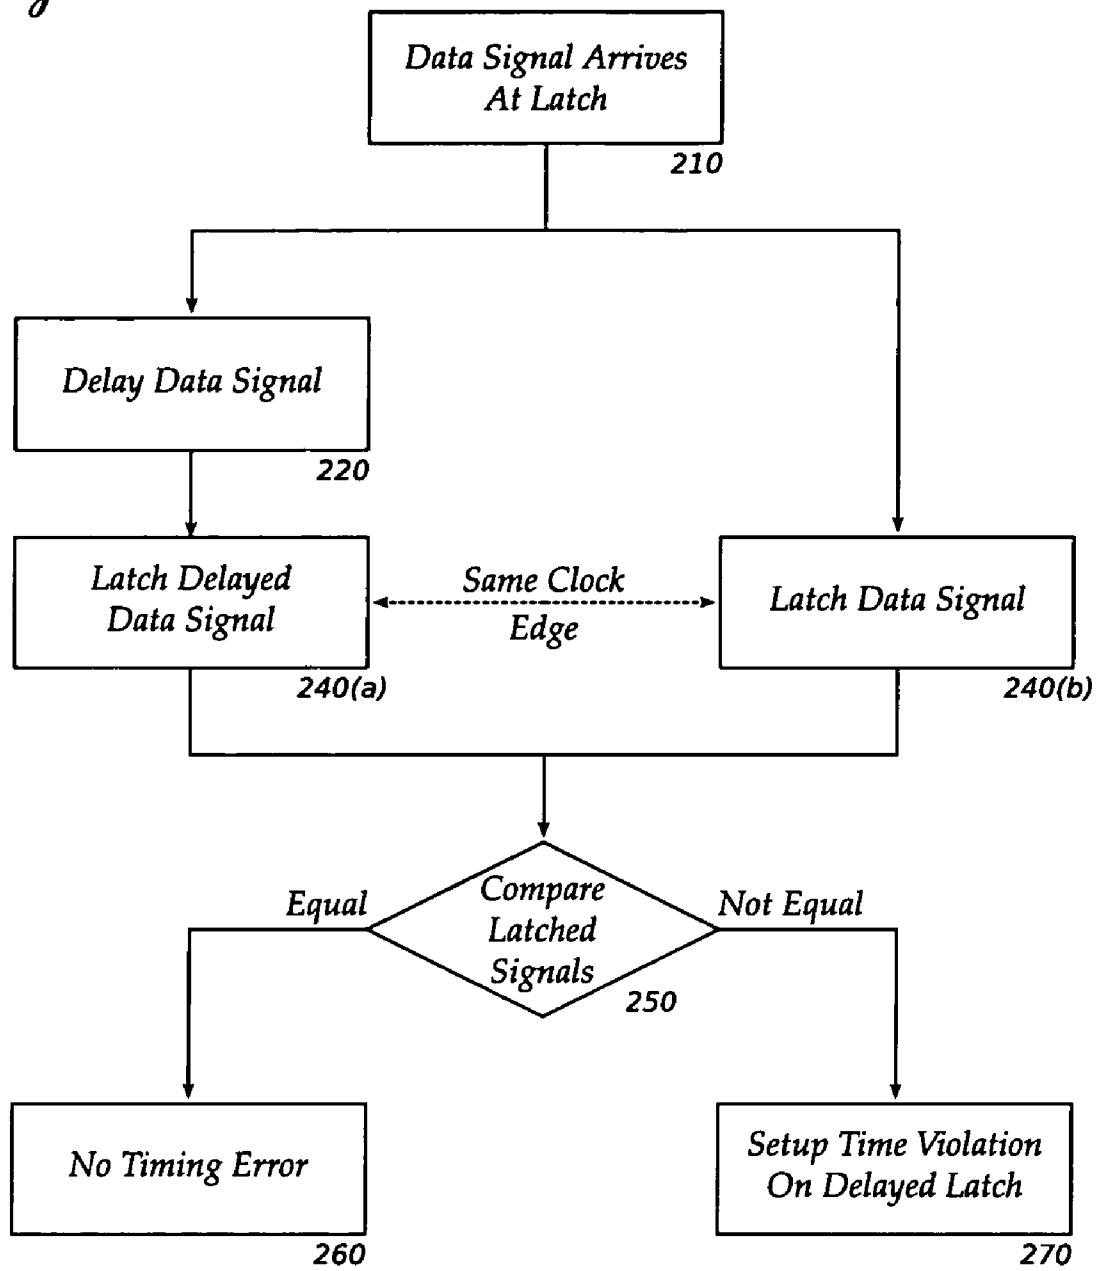 Data Signal Arrives
At Latch
210
Delay Data Signal
220
Latch Delayed
Data Signal
240(a)
Same Clock
Edge
Latch Data Signal
240(b)
Compare
Latched
Signals
250
Equal
Not Equal
No Timing Error
260
Setup Time Violation
On Delayed Latch
270